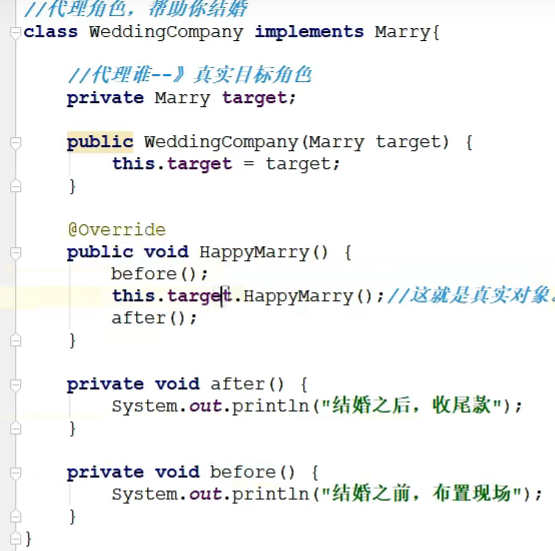 //代理角色，帮助你结婚
class WeddingCompany implements Marry{
//代理谁--》真实目标角色
private Marry target;
public WeddingCompany(Marry target) {
this.target = target;
}
@Override
public void HappyMarry() {
before();
this.target.HappyMarry();//这就是真实对象
after();
}
private void after() {
System.out.println("结婚之后，收尾款");
}
private void before() {
System.out.println("结婚之前，布置现场");
}
}